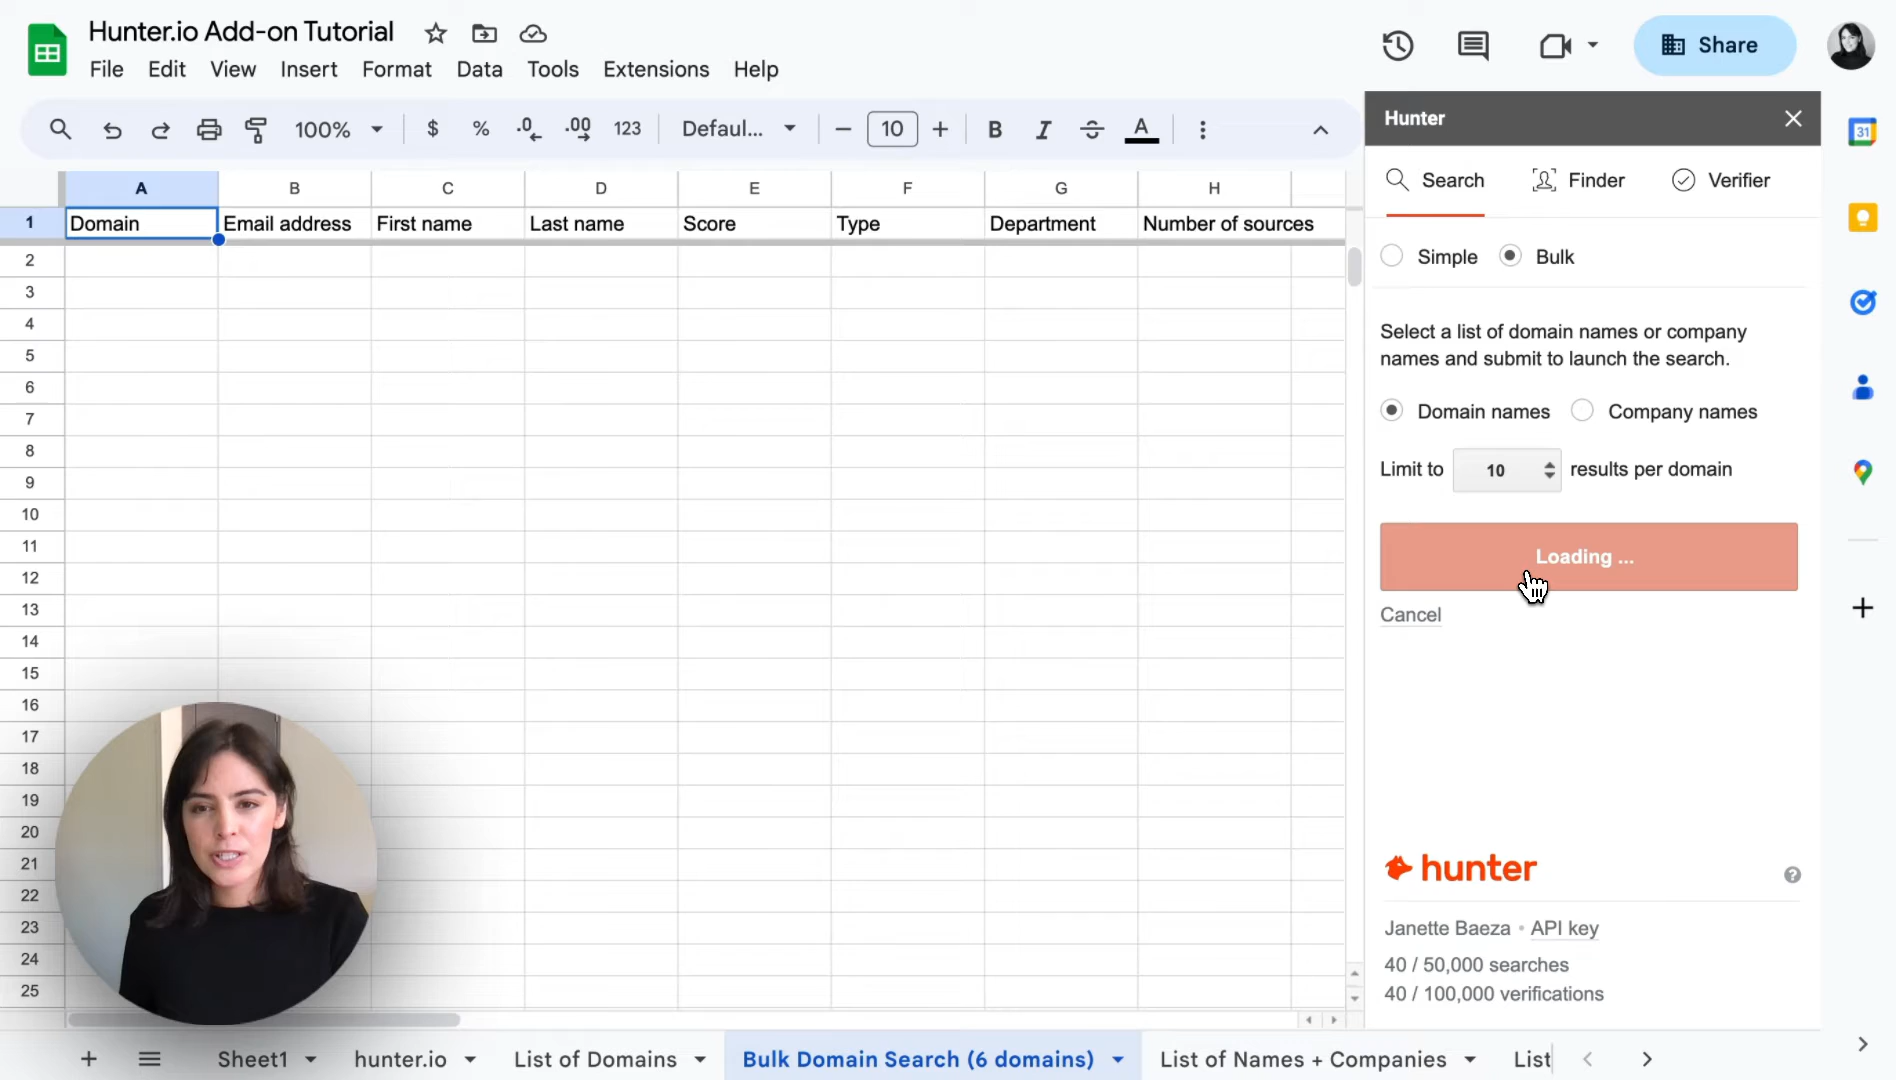 Hunter.io Add-on Tutorial
File Edit View Insert Format Data Tools Extensions Help
Share
100% $ % .0 .00 123 Defaul... 10 B I S A
Hunter
Search Finder Verifier
Simple Bulk
Select a list of domain names or company
names and submit to launch the search.
Domain names Company names
Limit to 10 results per domain
Loading ...
Cancel
hunter
Janette Baeza • API key
40 / 50,000 searches
40 / 100,000 verifications
31
A B C D E F G H
1 Domain Email address First name Last name Score Type Department Number of sources
2
3
4
5
6
7
8
9
10
11
12
13
14
15
16
17
18
19
20
21
22
23
24
25
Sheet1 hunter.io List of Domains Bulk Domain Search (6 domains) List of Names + Companies List